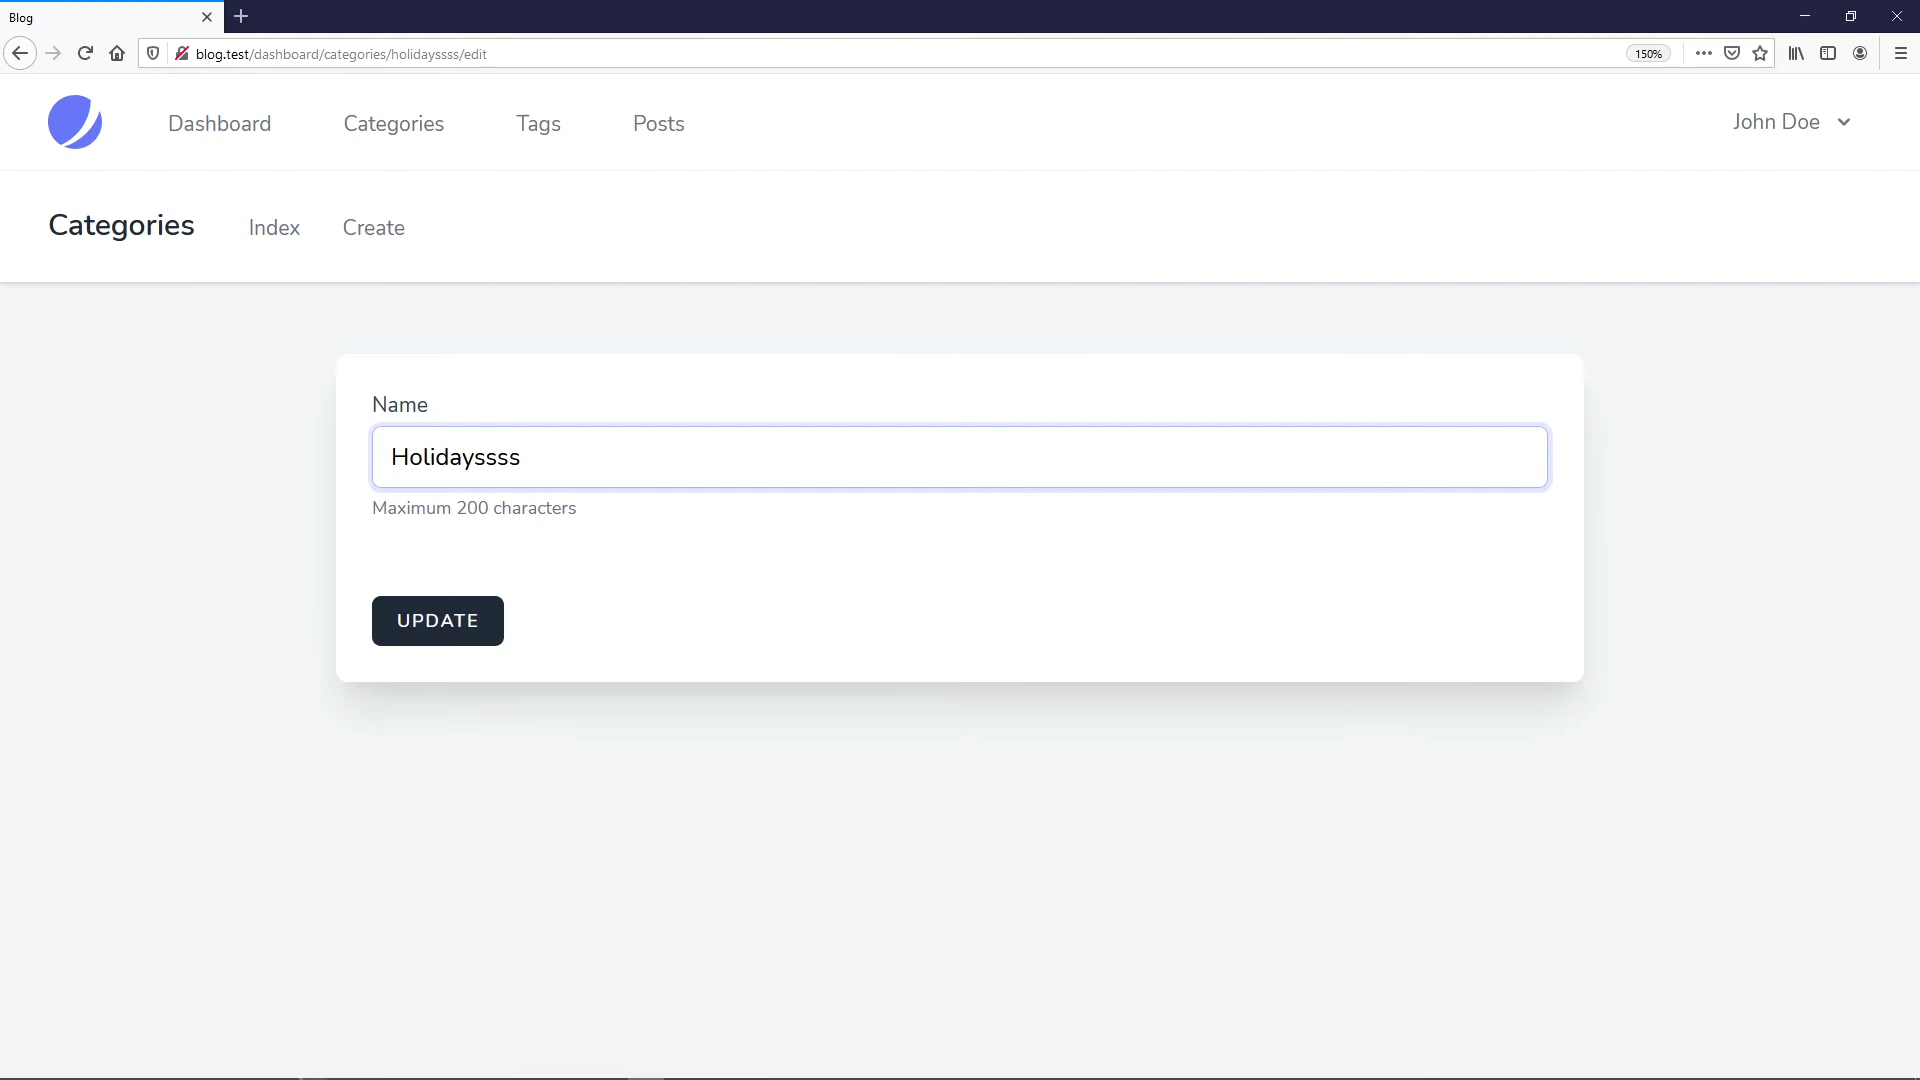 Blog
blog.test/dashboard/categories/holidayssss/edit
150%
Dashboard Categories Tags Posts John Doe
Categories Index Create
Name
Holidayssss
Maximum 200 characters
UPDATE